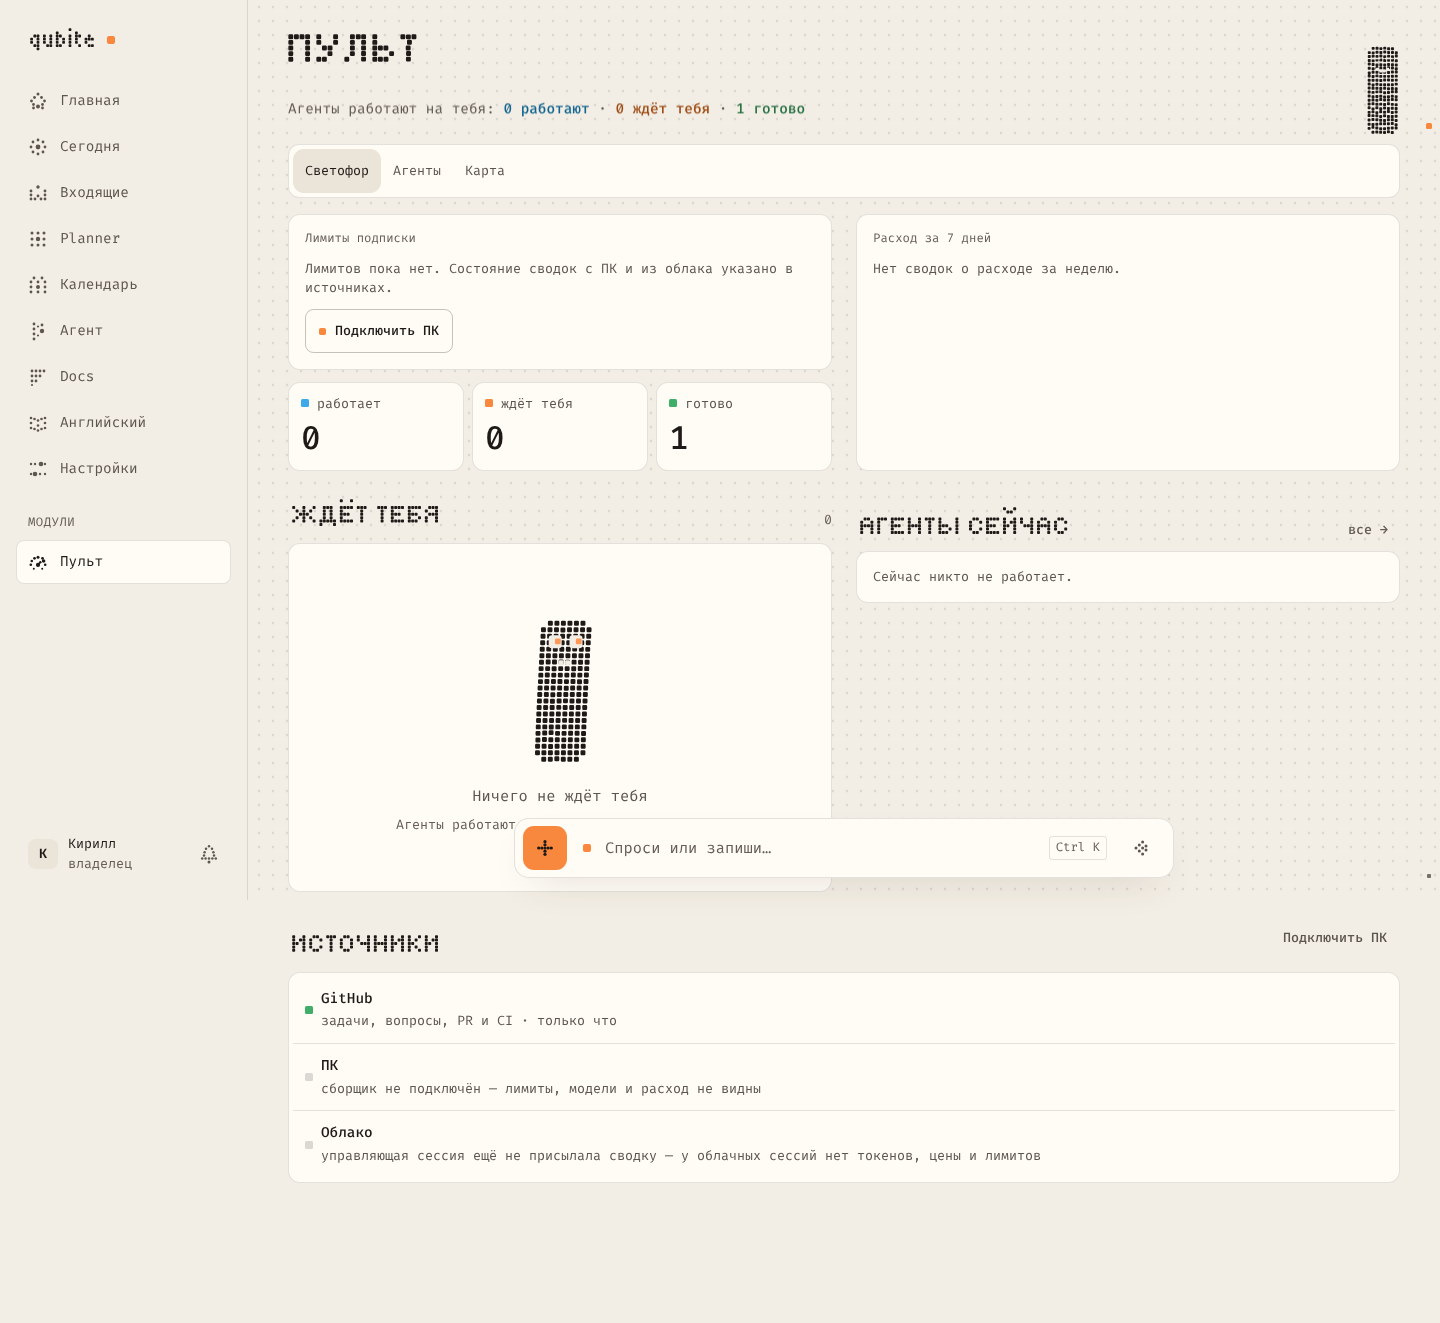 qubite
Главная
Сегодня
Входящие
Planner
Календарь
Агент
Docs
Английский
Настройки
МОДУЛИ
Пульт
К
Кирилл
владелец
ПУЛЬТ
Агенты работают на тебя: 0 работают · 0 ждёт тебя · 1 готово
Светофор
Агенты
Карта
Лимиты подписки
Лимитов пока нет. Состояние сводок с ПК и из облака указано в
источниках.
Подключить ПК
Расход за 7 дней
Нет сводок о расходе за неделю.
работает
0
ждёт тебя
0
готово
1
ЖДЁТ ТЕБЯ
0
Ничего не ждёт тебя
Агенты работают
АГЕНТЫ СЕЙЧАС
все →
Сейчас никто не работает.
Спроси или запиши…
Ctrl K
ИСТОЧНИКИ
Подключить ПК
GitHub
задачи, вопросы, PR и CI · только что
ПК
сборщик не подключён — лимиты, модели и расход не видны
Облако
управляющая сессия ещё не присылала сводку — у облачных сессий нет токенов, цены и лимитов